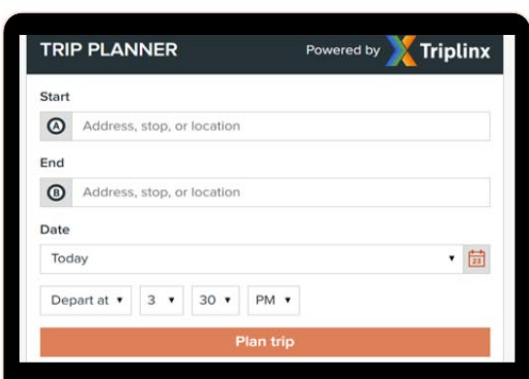 TRIP PLANNER Powered by Triplinx
Start
A Address, stop, or location
End
B Address, stop, or location
Date
Today 23
Depart at 3 30 PM
Plan trip